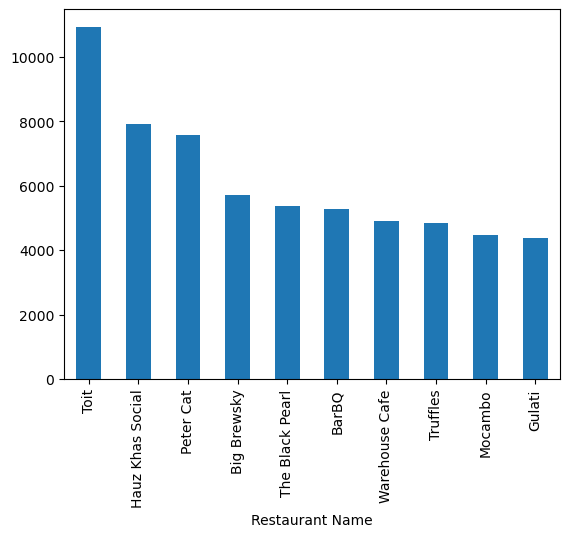 10000
8000
6000
4000
2000
0
Toit
Hauz Khas Social
Peter Cat
Big Brewsky
The Black Pearl
BarBQ
Warehouse Cafe
Truffles
Mocambo
Gulati
Restaurant Name